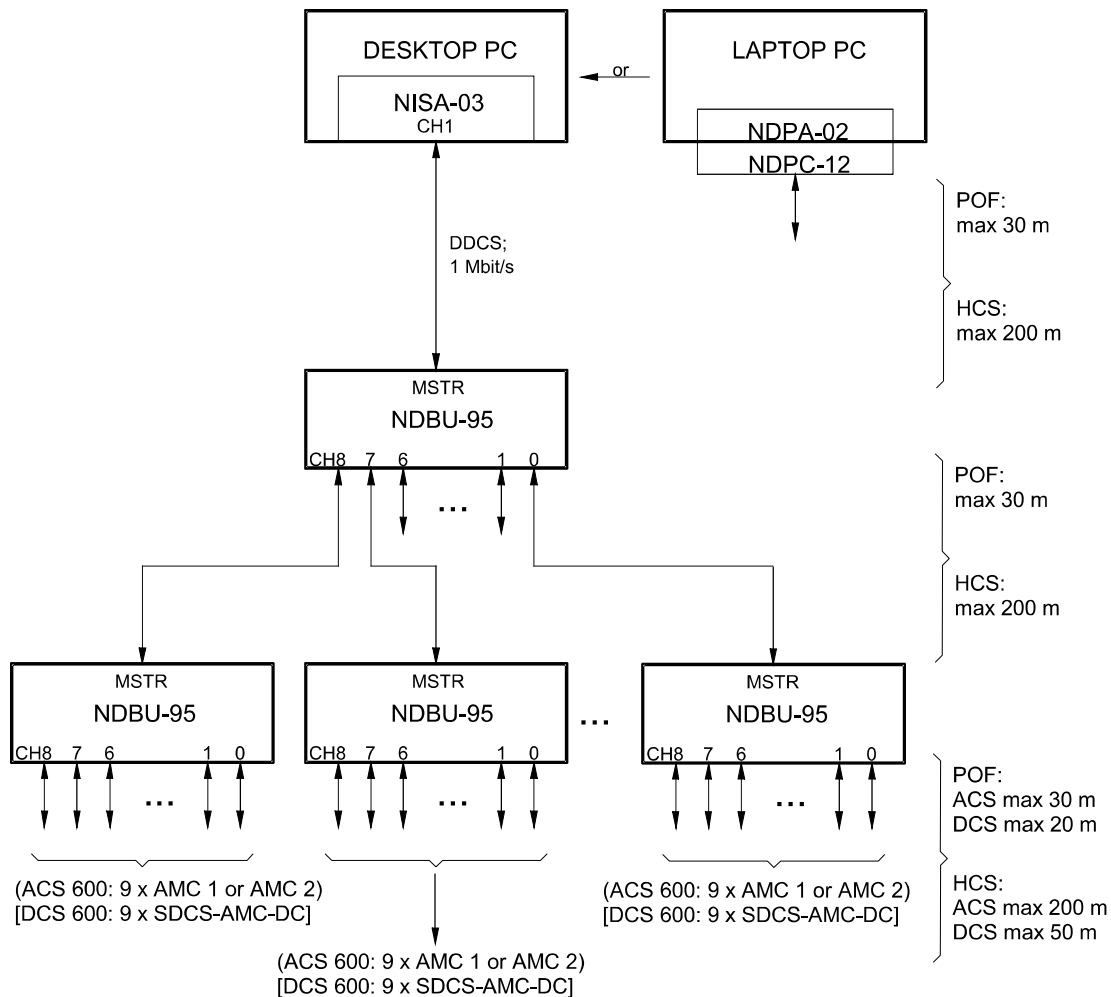 DESKTOP PC
NISA-03
CH1
or
LAPTOP PC
NDPA-02
NDPC-12
POF:
max 30 m
DDCS;
1 Mbit/s
HCS:
max 200 m
MSTR
NDBU-95
CH8 7 6 1 0
...
POF:
max 30 m
HCS:
max 200 m
MSTR
NDBU-95
CH8 7 6 1 0
...
MSTR
NDBU-95
CH8 7 6 1 0
...
...
MSTR
NDBU-95
CH8 7 6 1 0
...
POF:
ACS max 30 m
DCS max 20 m
HCS:
ACS max 200 m
DCS max 50 m
(ACS 600: 9 x AMC 1 or AMC 2)
[DCS 600: 9 x SDCS-AMC-DC]
(ACS 600: 9 x AMC 1 or AMC 2)
[DCS 600: 9 x SDCS-AMC-DC]
(ACS 600: 9 x AMC 1 or AMC 2)
[DCS 600: 9 x SDCS-AMC-DC]